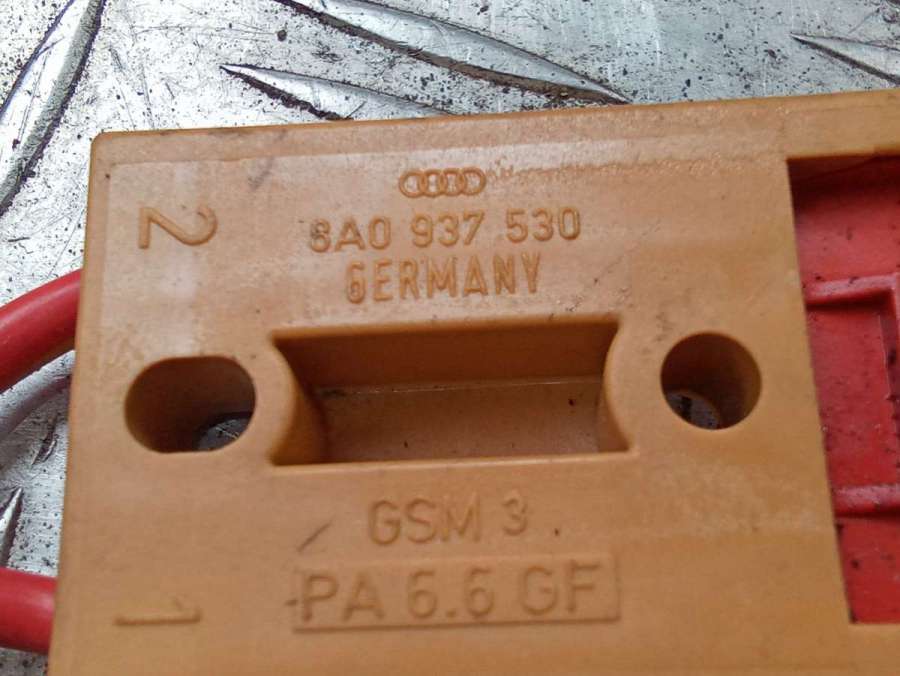 2
8A0 937 530
GERMANY
GSM 3
PA 6.6 GF
1